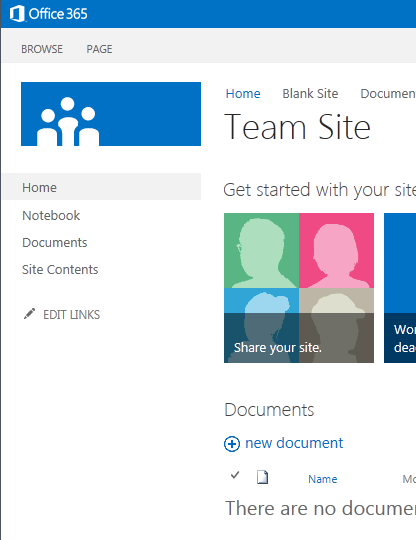 Office 365
BROWSE PAGE
Home Blank Site Documen
Team Site
Home
Notebook
Documents
Site Contents
EDIT LINKS
Get started with your site
Share your site.
Wor
dead
Documents
new document
Name Mo
There are no documen